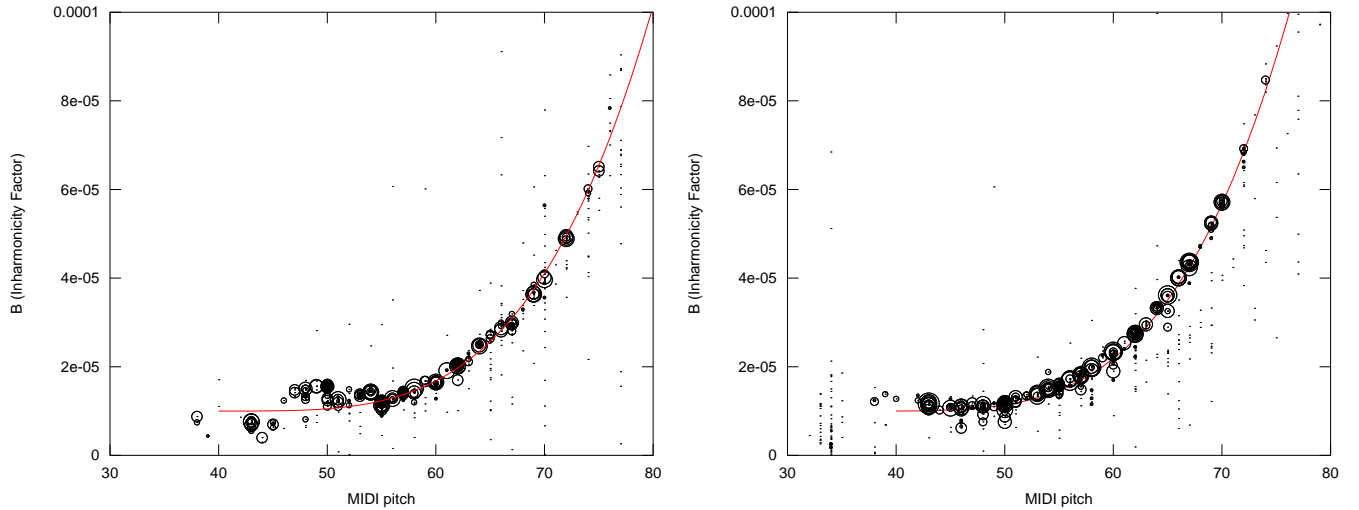 0.0001
8e-05
6e-05
4e-05
2e-05
0
30
40
50
60
70
80
B (Inharmonicity Factor)
MIDI pitch
0.0001
8e-05
6e-05
4e-05
2e-05
0
30
40
50
60
70
80
B (Inharmonicity Factor)
MIDI pitch